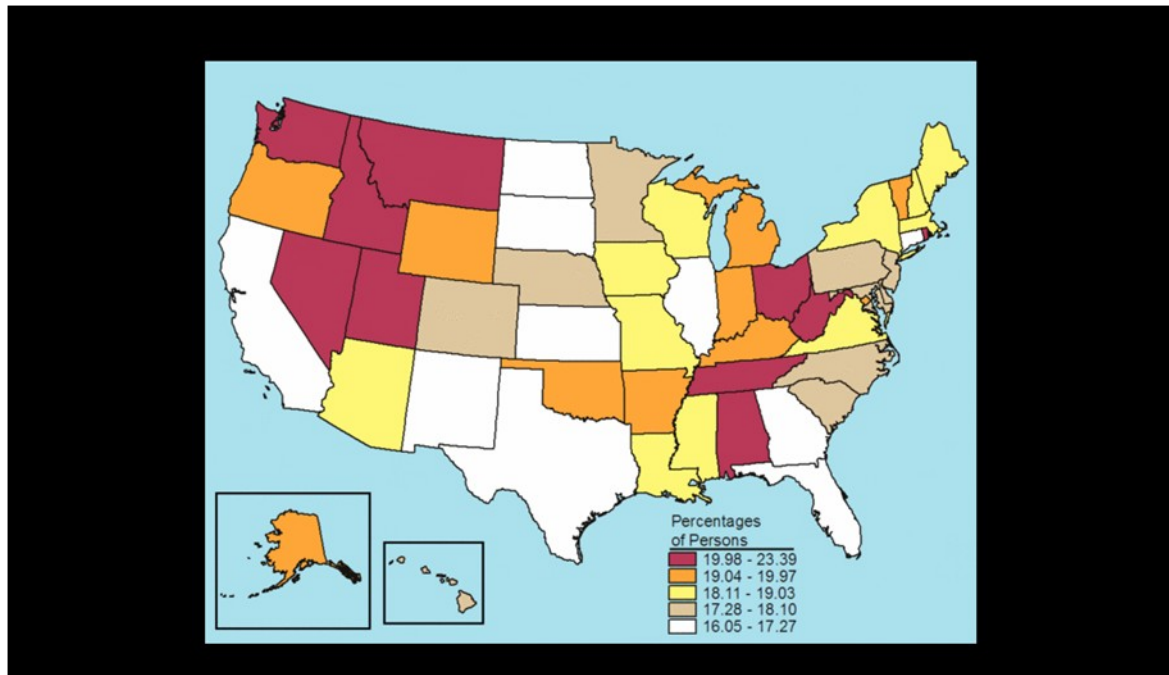 Percentages
of Persons
19.98 - 23.39
19.04 - 19.97
18.11 - 19.03
17.28 - 18.10
16.05 - 17.27